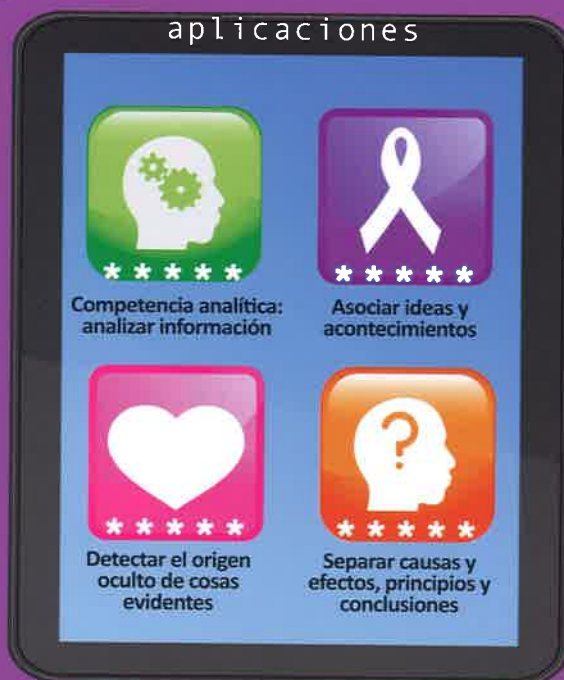 aplicaciones
* * * * *
Competencia analítica:
analizar información
* * * * *
Asociar ideas y
acontecimientos
* * * * *
Detectar el origen
oculto de cosas
evidentes
?
* * * * *
Separar causas y
efectos, principios y
conclusiones